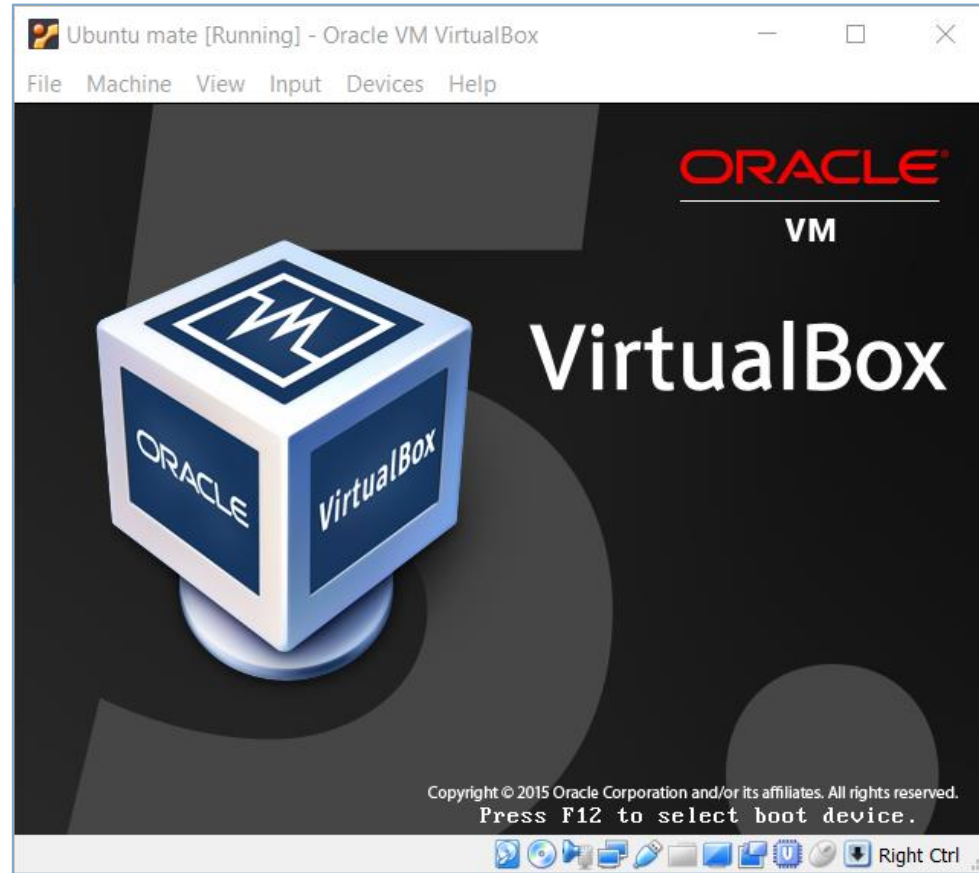 Ubuntu mate [Running] - Oracle VM VirtualBox
File Machine View Input Devices Help
ORACLE®
VM
VirtualBox
ORACLE
VirtualBox
5.
Copyright © 2015 Oracle Corporation and/or its affiliates. All rights reserved.
Press F12 to select boot device.
Right Ctrl